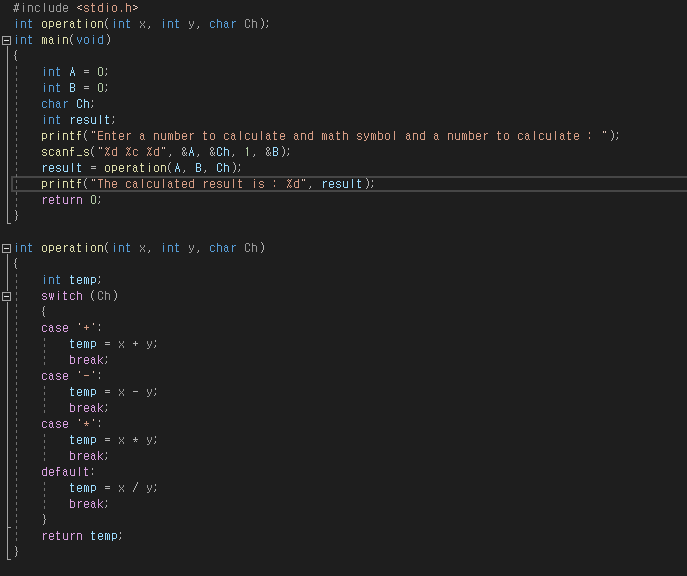 #include <stdio.h>
int operation(int x, int y, char Ch);
int main(void)
{
    int A = 0;
    int B = 0;
    char Ch;
    int result;
    printf("Enter a number to calculate and math symbol and a number to calculate : ");
    scanf_s("%d %c %d", &A, &Ch, 1, &B);
    result = operation(A, B, Ch);
    printf("The calculated result is : %d", result);
    return 0;
}

int operation(int x, int y, char Ch)
{
    int temp;
    switch (Ch)
    {
    case '+':
        temp = x + y;
        break;
    case '-':
        temp = x - y;
        break;
    case '*':
        temp = x * y;
        break;
    default:
        temp = x / y;
        break;
    }
    return temp;
}